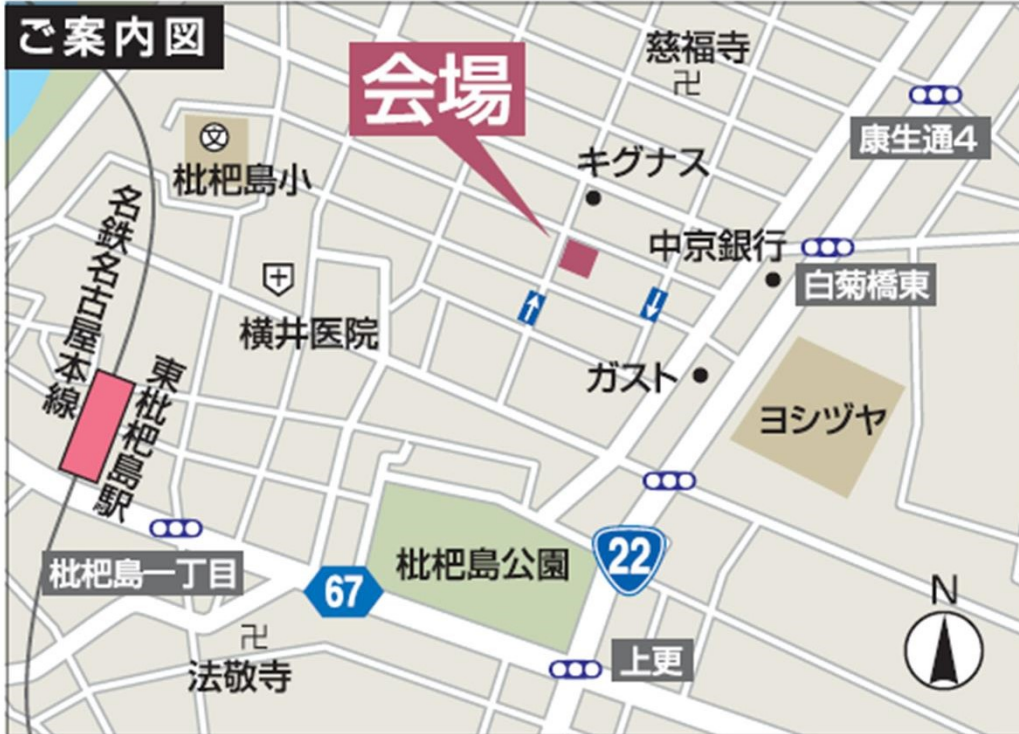 ご案内図
会場
慈福寺
康生通4
キグナス
枇杷島小
中京銀行
白菊橋東
名鉄名古屋本線
横井医院
ガスト
ヨシヅヤ
東枇杷島駅
枇杷島公園
22
枇杷島一丁目
67
N
法敬寺
上更